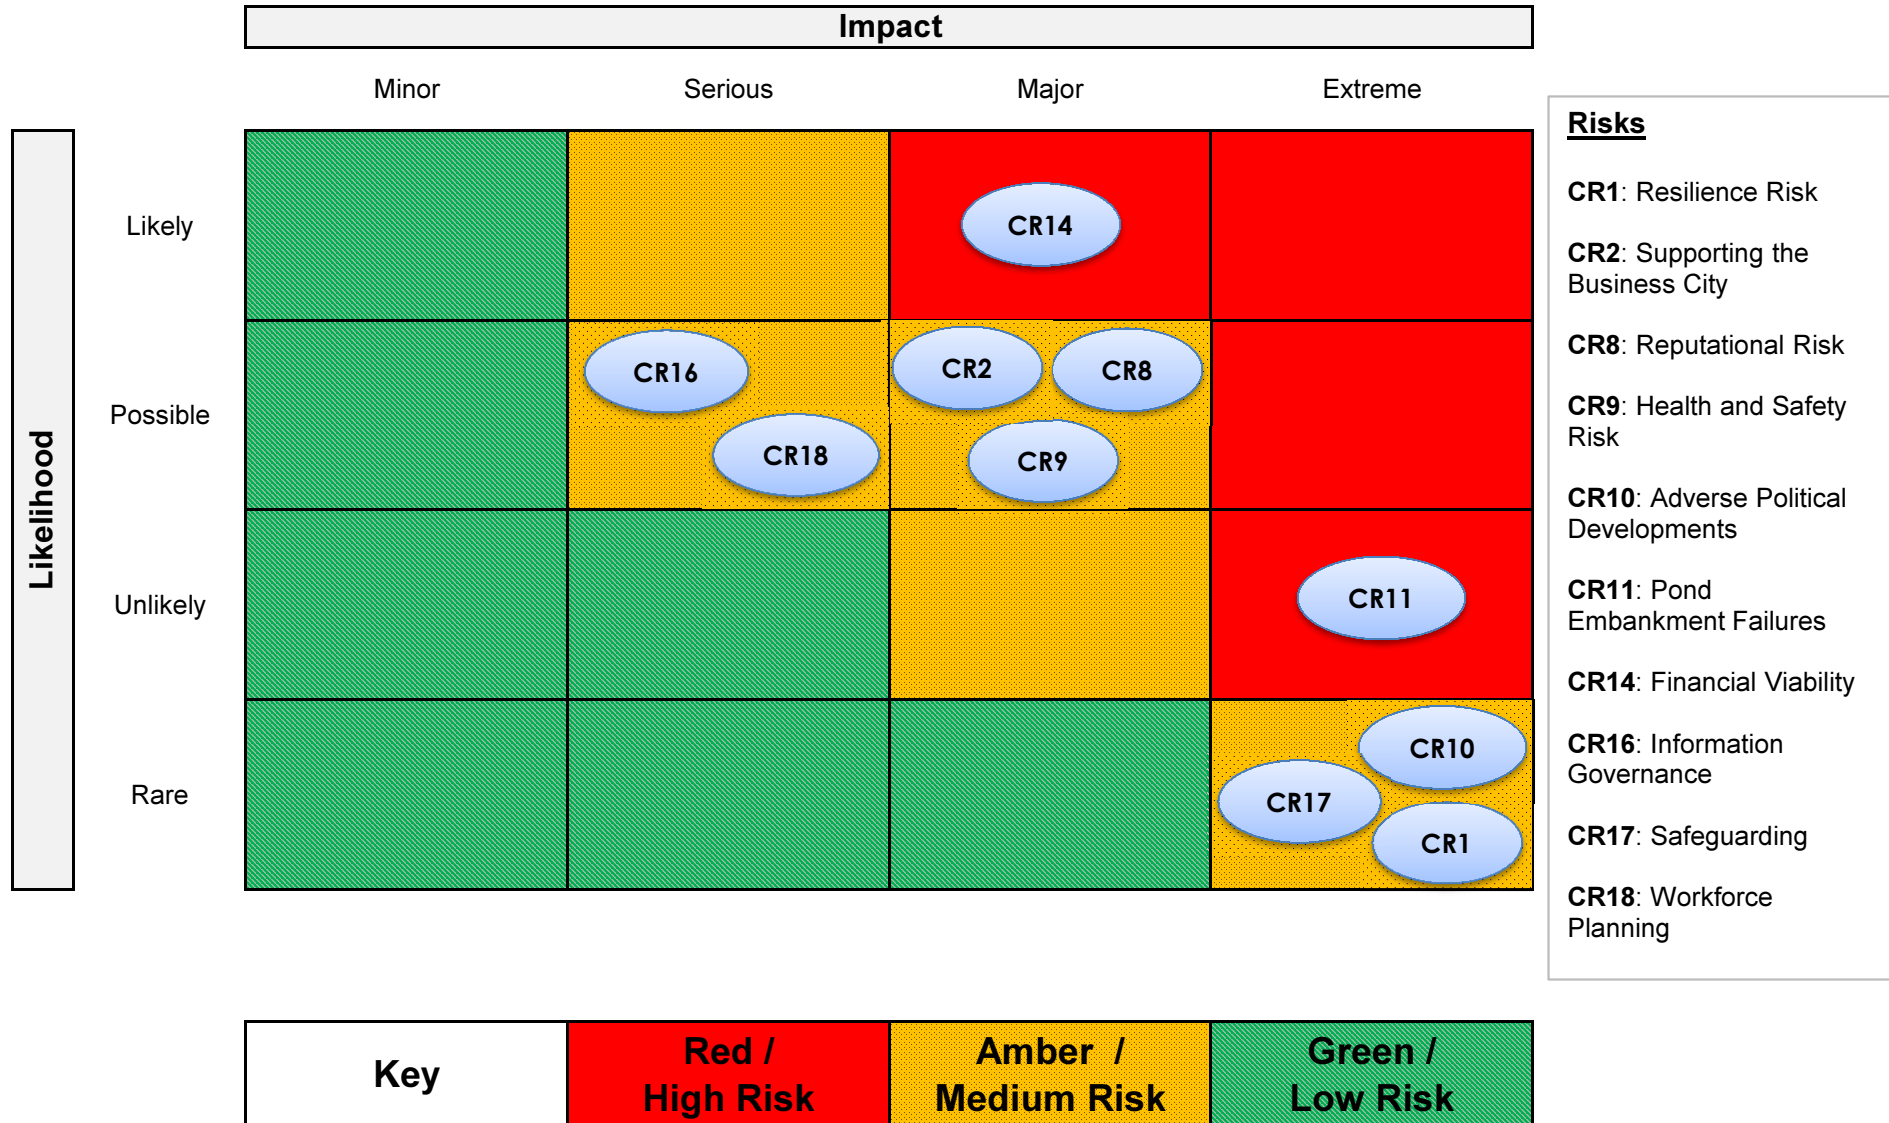 Impact
Minor Serious Major Extreme
Likelihood
Likely
CR14
Possible
CR16
CR2
CR8
CR18
CR9
Unlikely
CR11
Rare
CR10
CR17
CR1
Risks
CR1: Resilience Risk
CR2: Supporting the
Business City
CR8: Reputational Risk
CR9: Health and Safety
Risk
CR10: Adverse Political
Developments
CR11: Pond
Embankment Failures
CR14: Financial Viability
CR16: Information
Governance
CR17: Safeguarding
CR18: Workforce
Planning
Key
Red /
High Risk
Amber /
Medium Risk
Green /
Low Risk